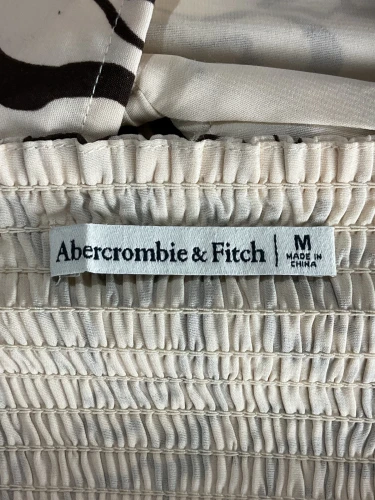 Abercrombie & Fitch | M
MADE IN
CHINA